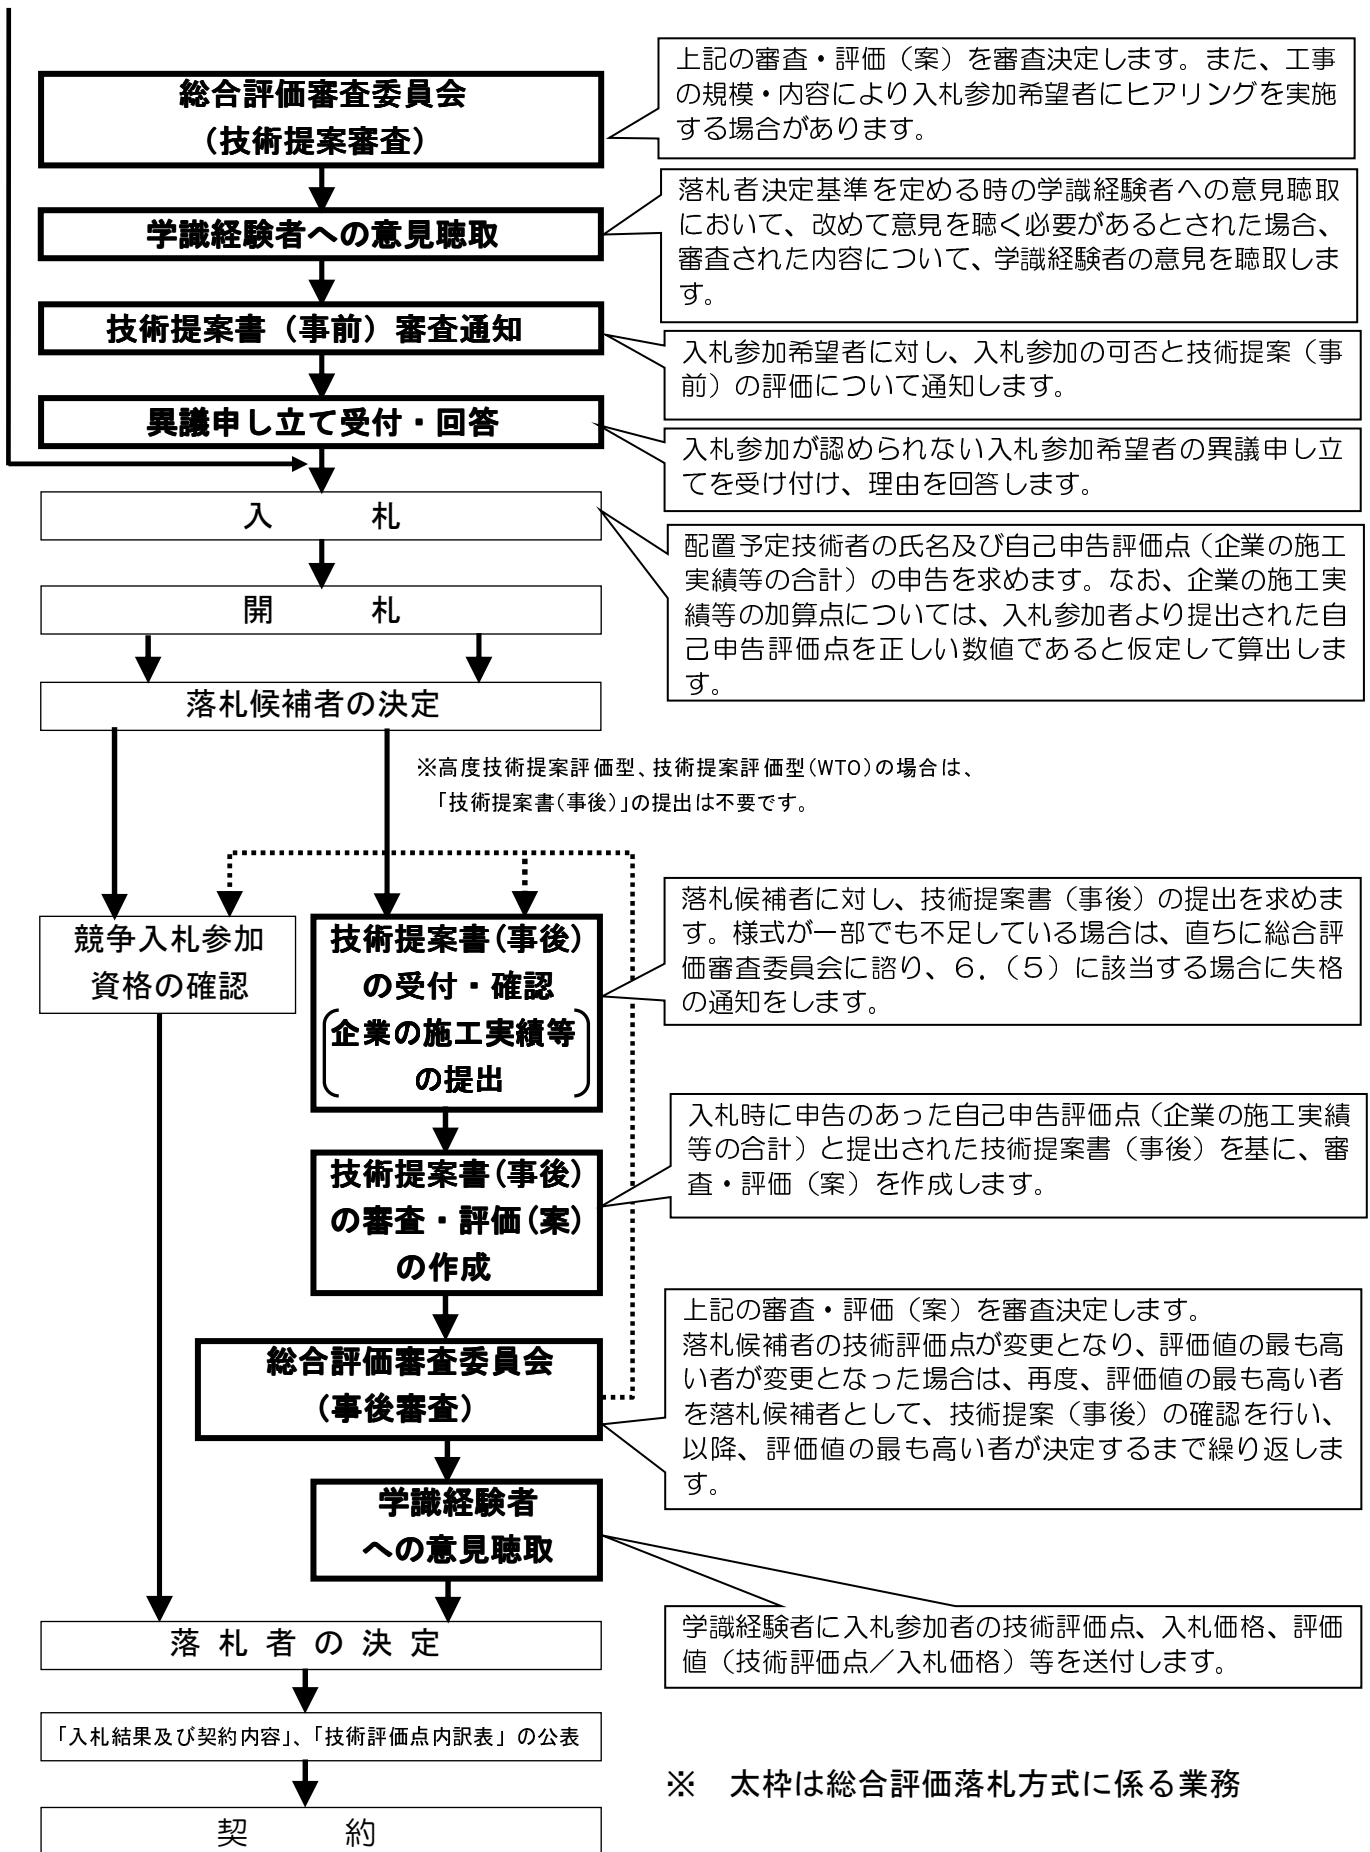 総合評価審査委員会
（技術提案審査）
上記の審査・評価（案）を審査決定します。また、工事
の規模・内容により入札参加希望者にヒアリングを実施
する場合があります。
学識経験者への意見聴取
落札者決定基準を定める時の学識経験者への意見聴取
において、改めて意見を聴く必要があるとされた場合、
審査された内容について、学識経験者の意見を聴取しま
す。
技術提案書（事前）審査通知
入札参加希望者に対し、入札参加の可否と技術提案（事
前）の評価について通知します。
異議申し立て受付・回答
入札参加が認められない入札参加希望者の異議申し立
てを受け付け、理由を回答します。
入　　　札
配置予定技術者の氏名及び自己申告評価点（企業の施工
実績等の合計）の申告を求めます。なお、企業の施工実
績等の加算点については、入札参加者より提出された自
己申告評価点を正しい数値であると仮定して算出しま
す。
開　　　札
落札候補者の決定
※高度技術提案評価型、技術提案評価型(WTO)の場合は、
「技術提案書(事後)」の提出は不要です。
競争入札参加
資格の確認
技術提案書(事後)
の受付・確認
企業の施工実績等
の提出
落札候補者に対し、技術提案書（事後）の提出を求めま
す。様式が一部でも不足している場合は、直ちに総合評
価審査委員会に諮り、６．（５）に該当する場合に失格
の通知をします。
技術提案書(事後)
の審査・評価(案)
の作成
入札時に申告のあった自己申告評価点（企業の施工実績
等の合計）と提出された技術提案書（事後）を基に、審
査・評価（案）を作成します。
総合評価審査委員会
（事後審査）
上記の審査・評価（案）を審査決定します。
落札候補者の技術評価点が変更となり、評価値の最も高
い者が変更となった場合は、再度、評価値の最も高い者
を落札候補者として、技術提案（事後）の確認を行い、
以降、評価値の最も高い者が決定するまで繰り返しま
す。
学識経験者
への意見聴取
学識経験者に入札参加者の技術評価点、入札価格、評価
値（技術評価点／入札価格）等を送付します。
落 札 者 の 決 定
「入札結果及び契約内容」、「技術評価点内訳表」の公表
※　太枠は総合評価落札方式に係る業務
契　　　約